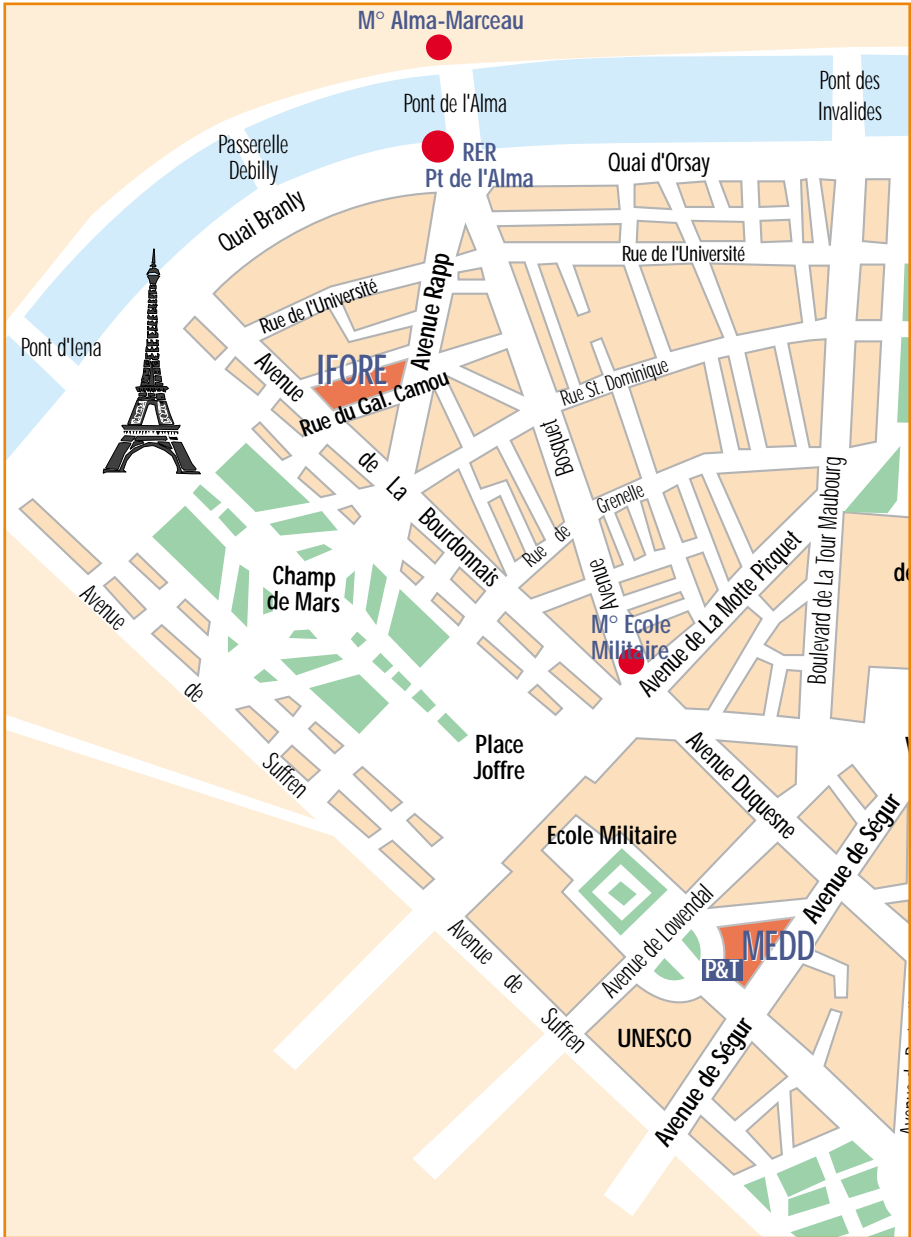 M° Alma-Marceau
Pont de l'Alma
Pont des
Invalides
Passerelle
Debilly
RER
Pt de l'Alma
Quai d'Orsay
Quai Branly
Rue de l'Université
Rue de l'Université
Avenue Rapp
Pont d'Iena
IFORE
Rue du Gal. Camou
Avenue
de
La
Bourdonnais
Rue St. Dominique
Bosquet
Avenue
Rue de Grenelle
Boulevard de La Tour Maubourg
Avenue de La Motte Picquet
Champ
de Mars
M° Ecole
Militaire
Avenue
de
Suffren
Place
Joffre
Avenue Duquesne
Ecole Militaire
Avenue de Ségur
Avenue de Lowendal
MEDD
P&T
Avenue
de
Suffren
UNESCO
Avenue de Ségur